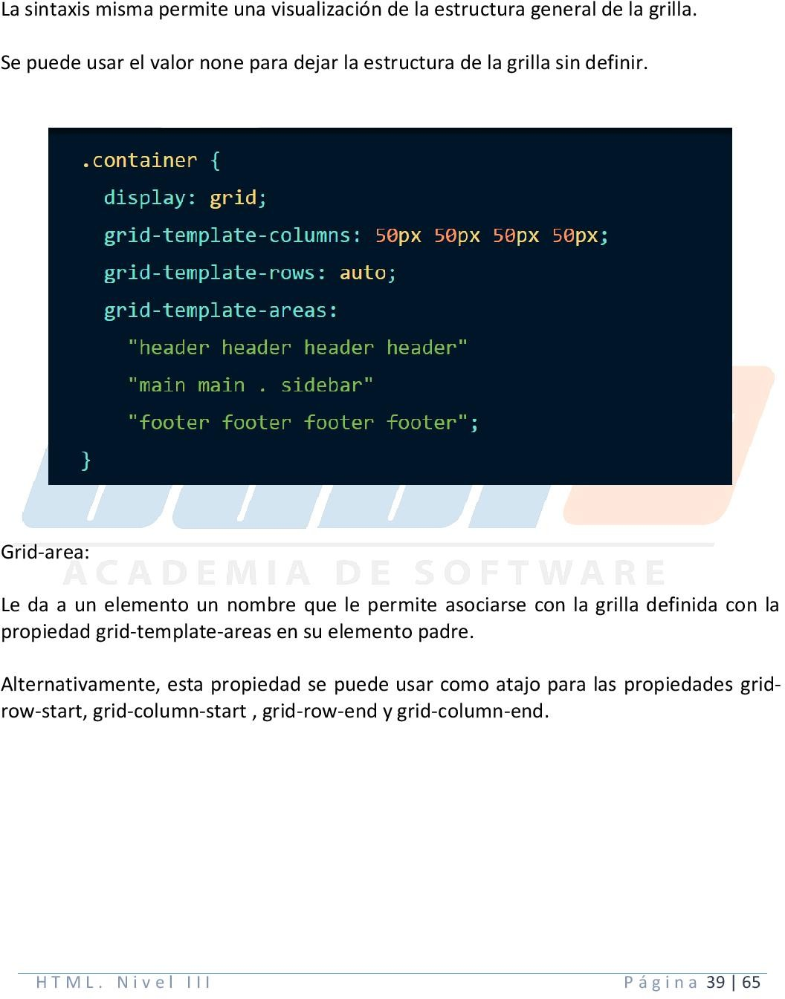 La sintaxis misma permite una visualización de la estructura general de la grilla.
Se puede usar el valor none para dejar la estructura de la grilla sin definir.
.container {
display: grid;
grid-template-columns: 50px 50px 50px 50px;
grid-template-rows: auto;
grid-template-areas:
"header header header header"
"main main . sidebar"
"footer footer footer footer";
}
Grid-area:
ACADEMIA DE SOFTWARE
Le da a un elemento un nombre que le permite asociarse con la grilla definida con la
propiedad grid-template-areas en su elemento padre.
Alternativamente, esta propiedad se puede usar como atajo para las propiedades grid-
row-start, grid-column-start , grid-row-end y grid-column-end.
HTML. Nivel III Página 39 | 65